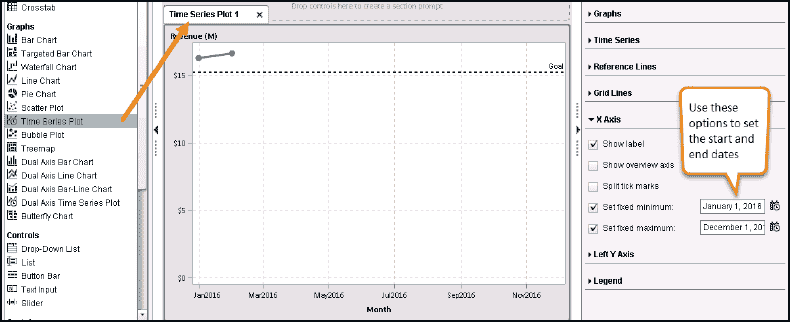 Crosstab
Graphs
Bar Chart
Targeted Bar Chart
Waterfall Chart
Line Chart
Pie Chart
Scatter Plot
Time Series Plot
Bubble Plot
Treemap
Dual Axis Bar Chart
Dual Axis Line Chart
Dual Axis Bar-Line Chart
Dual Axis Time Series Plot
Butterfly Chart
Controls
Drop-Down List
List
Button Bar
Text Input
Slider
Drop controls here to create a section prompt.
Time Series Plot 1
Revenue (M)
Goal
$15
$10
$5
$0
Jan2016 Mar2016 May2016 Jul2016 Sep2016 Nov2016
Month
Graphs
Time Series
Reference Lines
Grid Lines
X Axis
Use these
options to set
the start and
end dates
Show label
Show overview axis
Split tick marks
Set fixed minimum: January 1, 2016
Set fixed maximum: December 1, 201
Left Y Axis
Legend